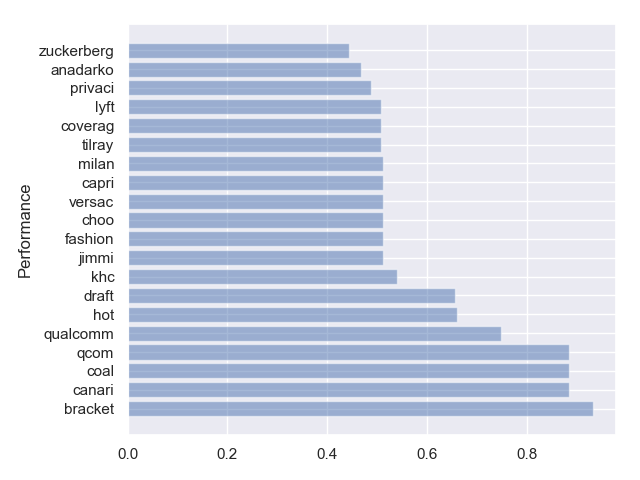 Performance
zuckerberg
anadarko
privaci
lyft
coverag
tilray
milan
capri
versac
choo
fashion
jimmi
khc
draft
hot
qualcomm
qcom
coal
canari
bracket
0.0 0.2 0.4 0.6 0.8